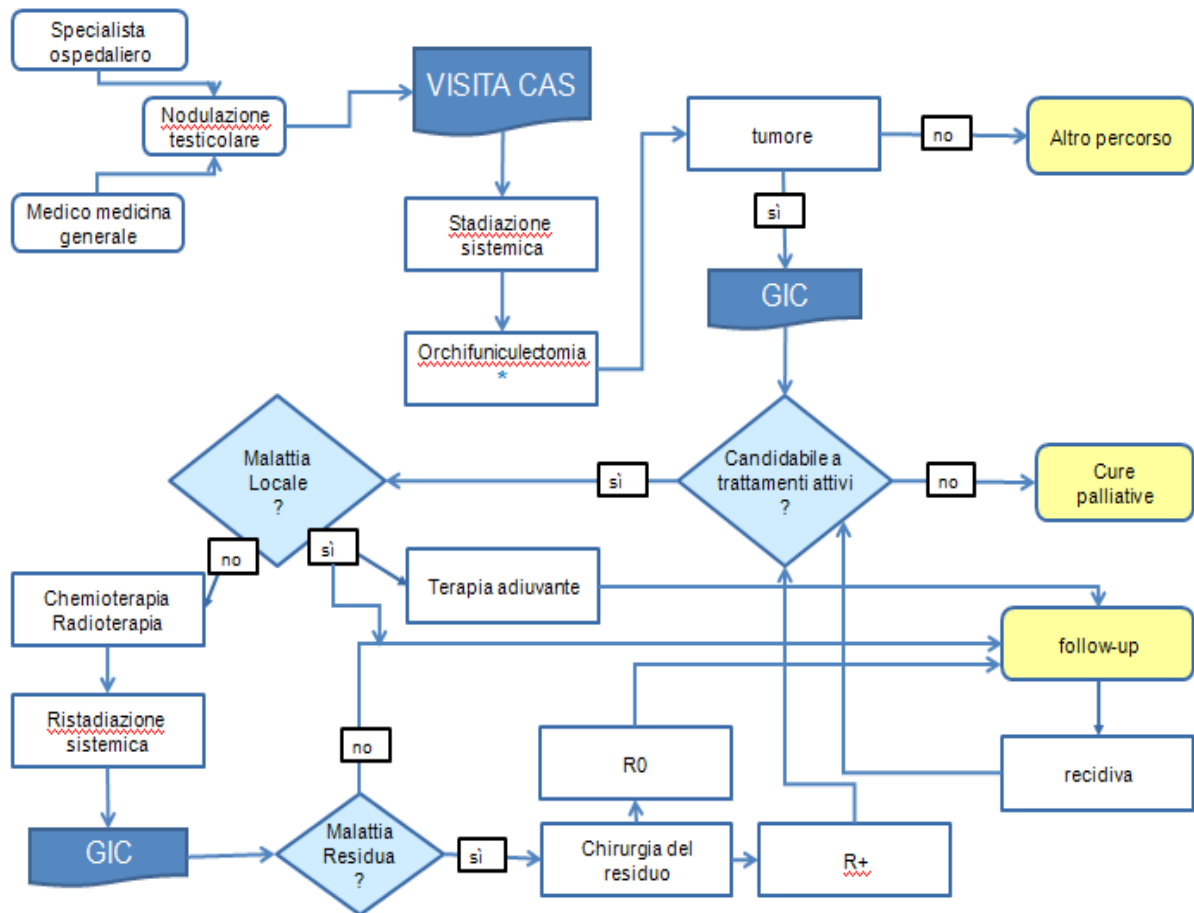 Specialista
ospedaliero
Nodulazione
testicolare
Medico medicina
generale
VISITA CAS
Stadiazione
sistemica
Orchifuniculectomia
*
tumore
no
Altro percorso
sì
GIC
Candidabile a
trattamenti attivi
?
no
Cure
palliative
sì
Malattia
Locale
?
no
sì
Chemioterapia
Radioterapia
Terapia adiuvante
follow-up
Ristadiazione
sistemica
no
R0
recidiva
GIC
Malattia
Residua
?
sì
Chirurgia del
residuo
R+